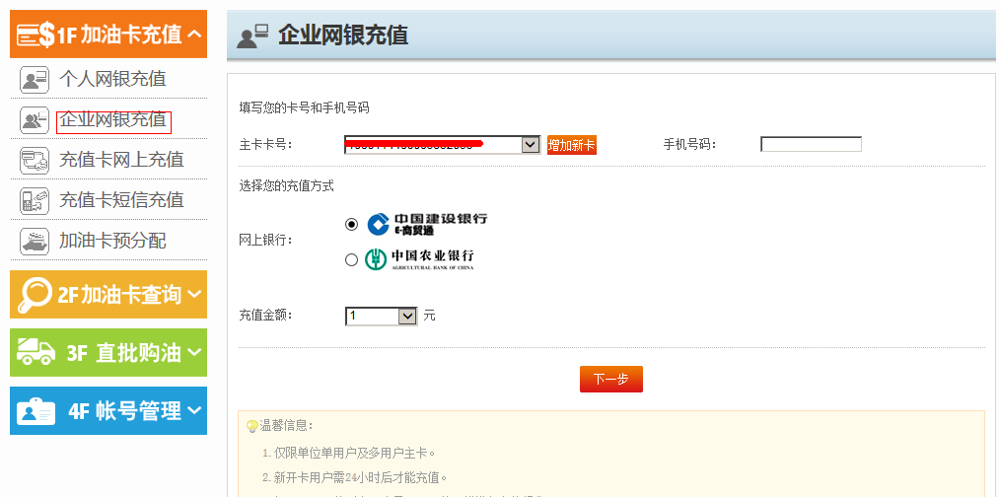 1F 加油卡充值
个人网银充值
企业网银充值
充值卡网上充值
充值卡短信充值
加油卡预分配
2F 加油卡查询
3F 直批购油
4F 帐号管理
企业网银充值
填写您的卡号和手机号码
主卡卡号： 增加新卡 手机号码：
选择您的充值方式
网上银行：
中国建设银行
E-商贸通
中国农业银行
AGRICULTURAL BANK OF CHINA
充值金额： 1 元
下一步
温馨信息：
1. 仅限单位单用户及多用户主卡。
2. 新开卡用户需24小时后才能充值。